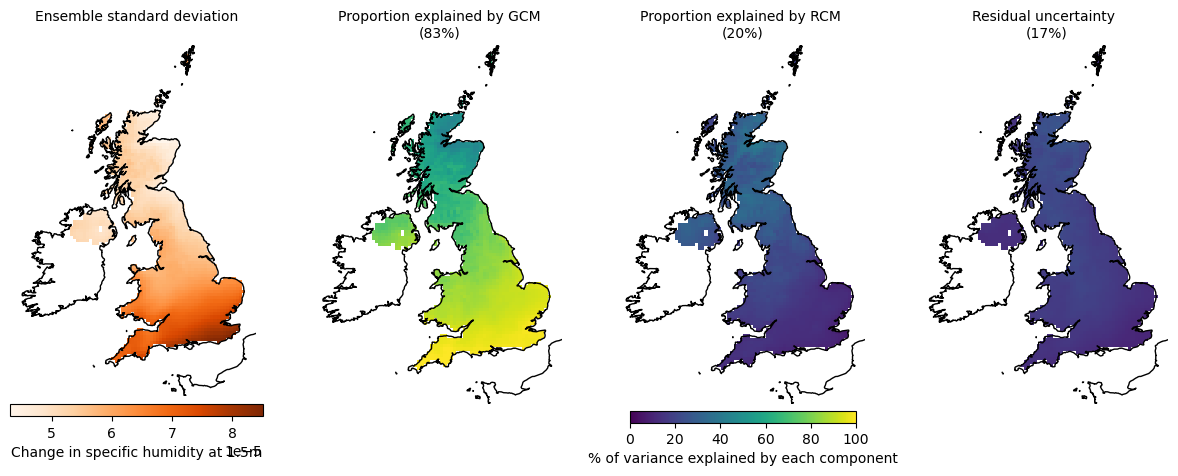 Ensemble standard deviation
Proportion explained by GCM
(83%)
Proportion explained by RCM
(20%)
Residual uncertainty
(17%)
5 6 7 8
1e−5
Change in specific humidity at 1.5m
0 20 40 60 80 100
% of variance explained by each component